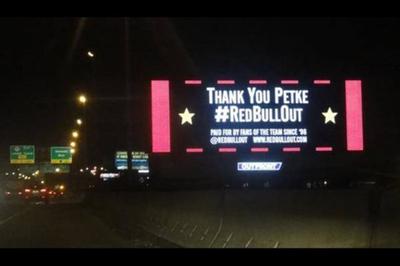 THANK YOU PETKE
#REDBULLOUT
PAID FOR BY FANS OF THE TEAM SINCE '96
@REDBULLOUT WWW.REDBULLOUT.COM
OUTFRONT